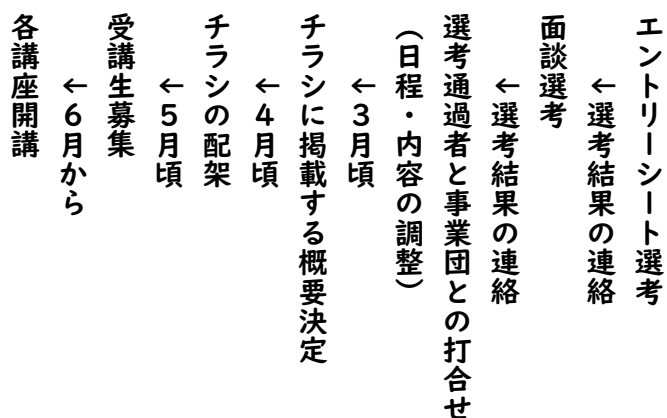 エントリーシート選考
←選考結果の連絡
面談選考
←選考結果の連絡
選考通過者と事業団との打合せ
（日程・内容の調整）
←３月頃
チラシに掲載する概要決定
←４月頃
チラシの配架
←５月頃
受講生募集
←６月から
各講座開講